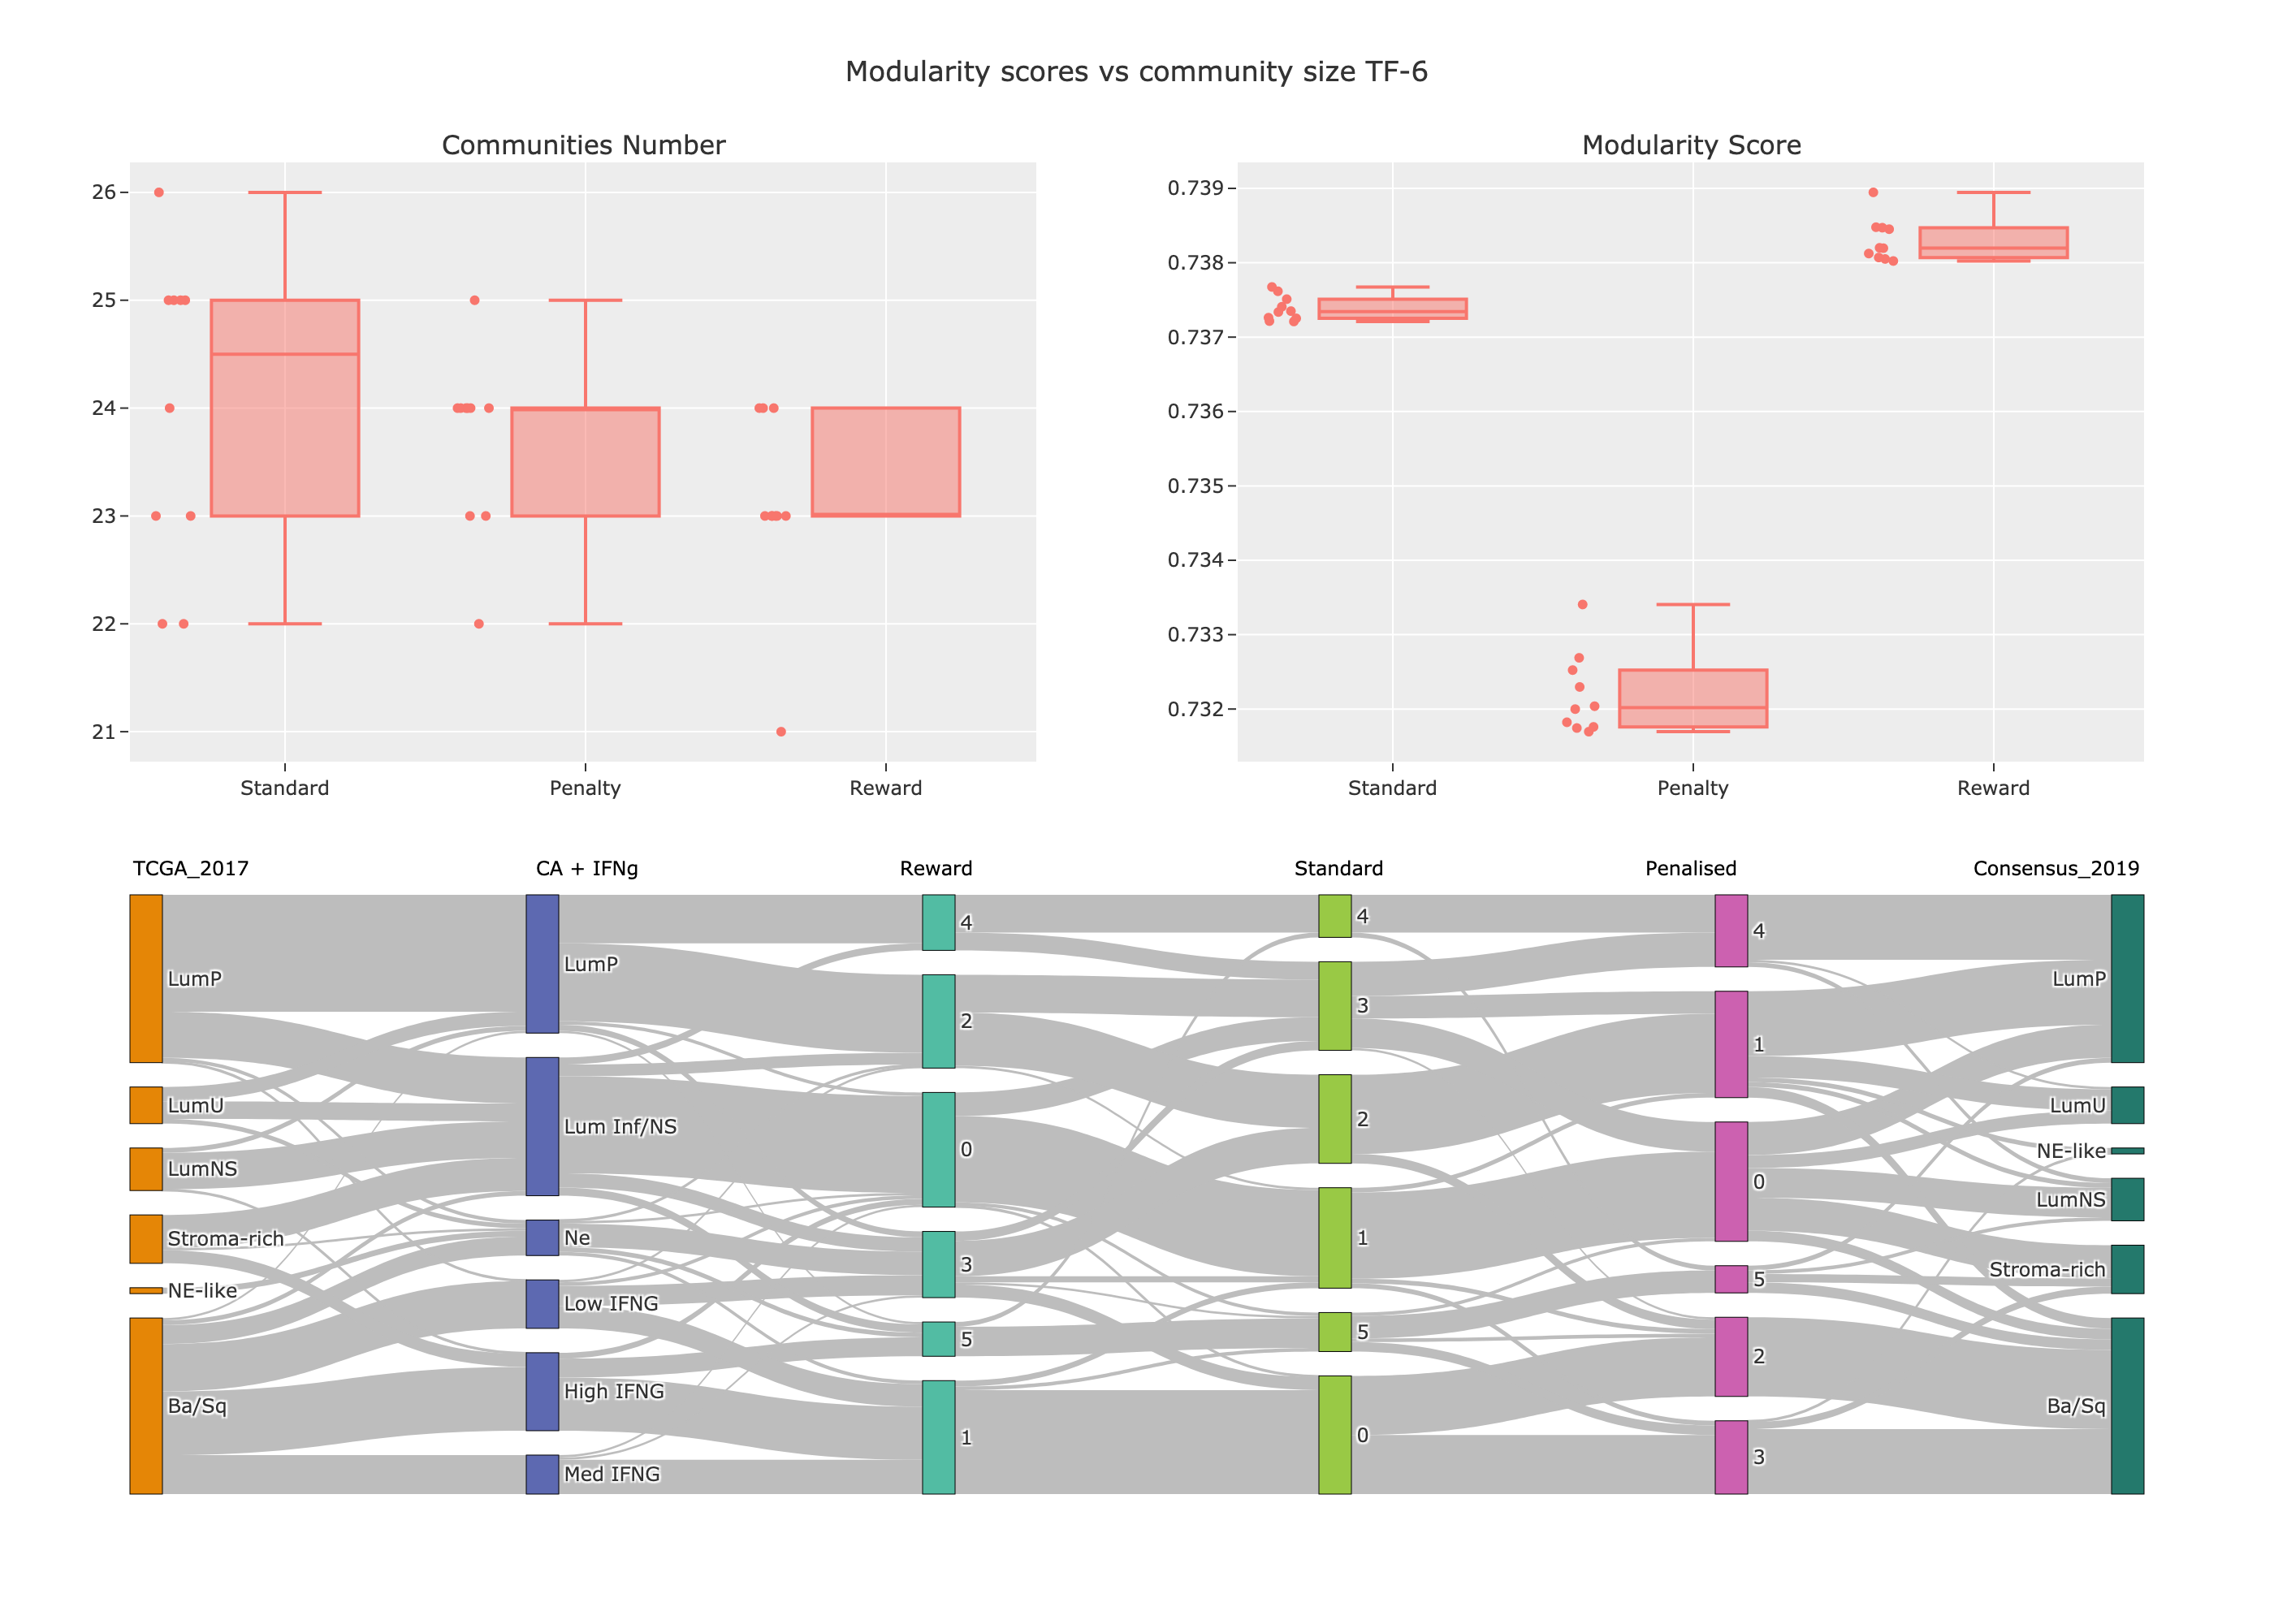 Modularity scores vs community size TF-6
Communities Number
26
25
24
23
22
21
Standard
Penalty
Reward
Modularity Score
0.739
0.738
0.737
0.736
0.735
0.734
0.733
0.732
Standard
Penalty
Reward
TCGA_2017
LumP
LumU
LumNS
Stroma-rich
NE-like
Ba/Sq
CA + IFNg
LumP
Lum Inf/NS
Ne
Low IFNG
High IFNG
Med IFNG
Reward
4
2
0
3
5
1
Standard
4
3
2
1
5
0
Penalised
4
1
0
5
2
3
Consensus_2019
LumP
LumU
NE-like
LumNS
Stroma-rich
Ba/Sq